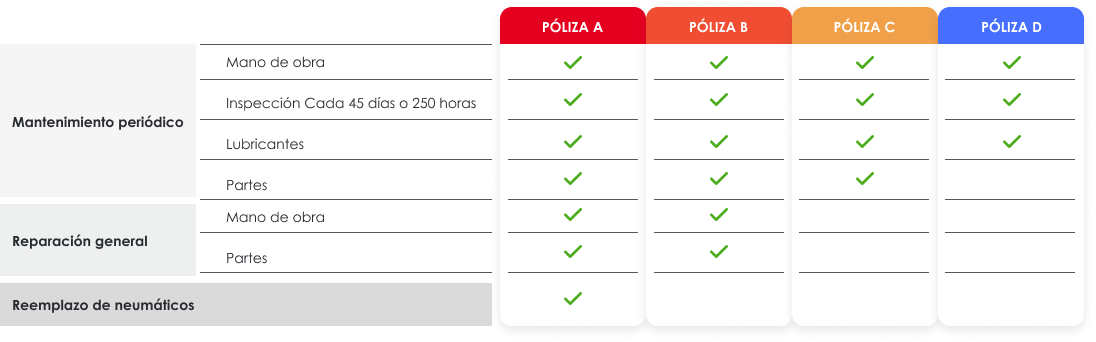 PÓLIZA A PÓLIZA B PÓLIZA C PÓLIZA D
Mantenimiento periódico
Mano de obra
Inspección Cada 45 días o 250 horas
Lubricantes
Partes
Reparación general
Mano de obra
Partes
Reemplazo de neumáticos